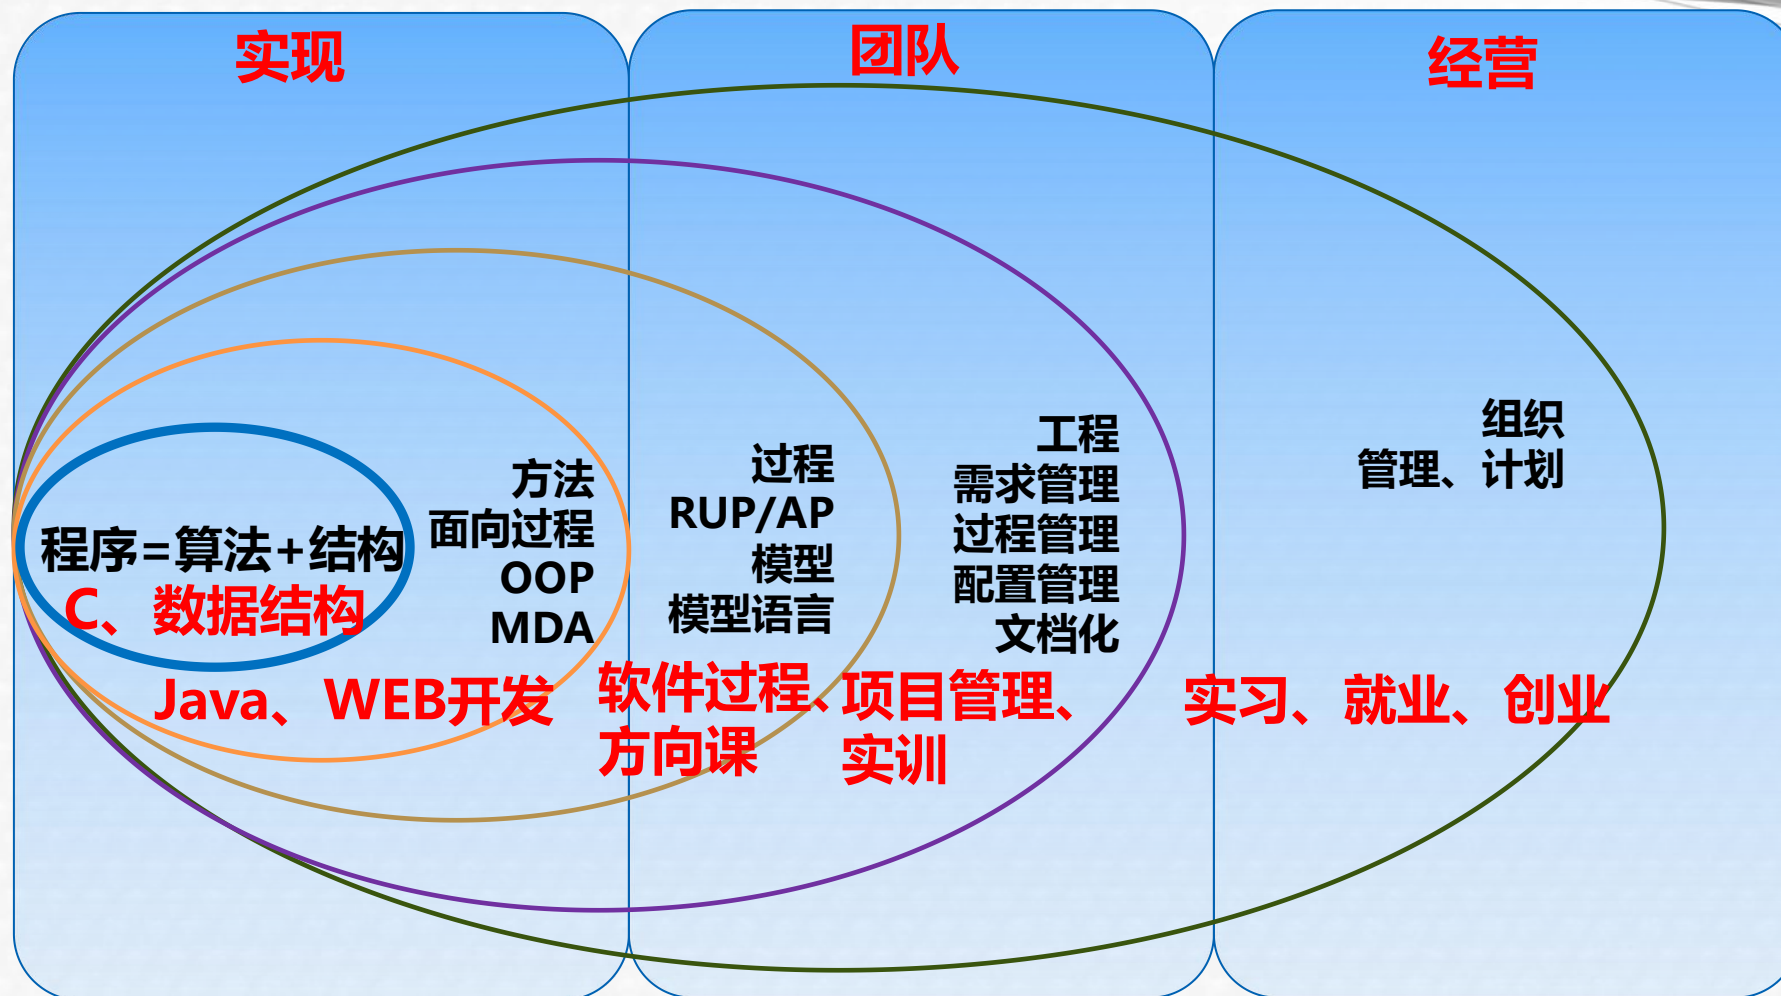 实现
团队
经营
程序=算法+结构
C、数据结构
方法
面向过程
OOP
MDA
Java、WEB开发
过程
RUP/AP
模型
模型语言
软件过程、
方向课
工程
需求管理
过程管理
配置管理
文档化
项目管理、
实训
组织
管理、计划
实习、就业、创业